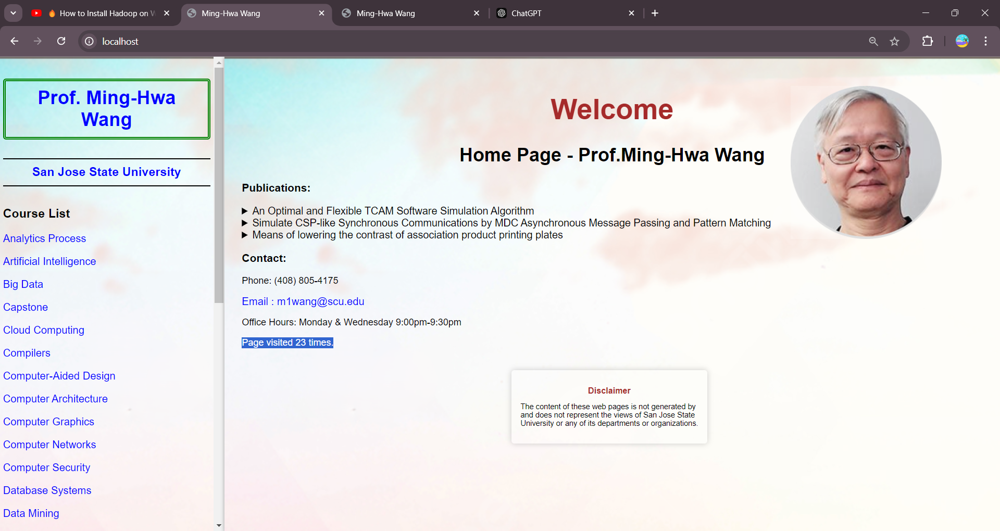 How to Install Hadoop on W
Ming-Hwa Wang
Ming-Hwa Wang
ChatGPT
localhost
Prof. Ming-Hwa
Wang
San Jose State University
Course List
Analytics Process
Artificial Intelligence
Big Data
Capstone
Cloud Computing
Compilers
Computer-Aided Design
Computer Architecture
Computer Graphics
Computer Networks
Computer Security
Database Systems
Data Mining
Welcome
Home Page - Prof.Ming-Hwa Wang
Publications:
An Optimal and Flexible TCAM Software Simulation Algorithm
Simulate CSP-like Synchronous Communications by MDC Asynchronous Message Passing and Pattern Matching
Means of lowering the contrast of association product printing plates
Contact:
Phone: (408) 805-4175
Email : m1wang@scu.edu
Office Hours: Monday & Wednesday 9:00pm-9:30pm
Page visited 23 times.
Disclaimer
The content of these web pages is not generated by
and does not represent the views of San Jose State
University or any of its departments or organizations.